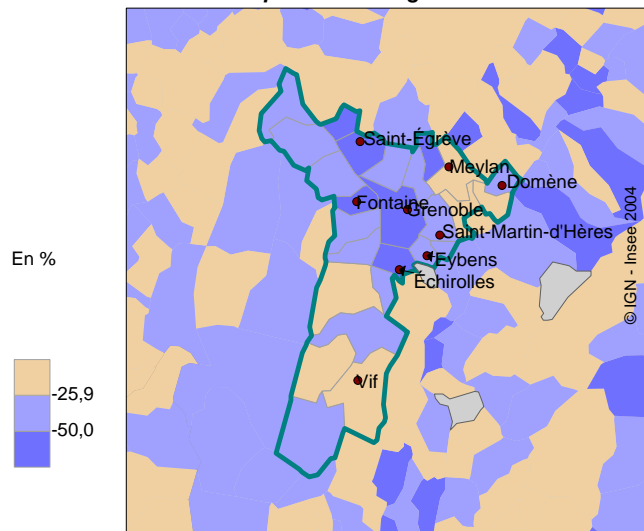 Saint-Égrève
Meylan
Domène
Fontaine
Grenoble
Saint-Martin-d'Hères
Eybens
Échirolles
Vif
En %
-25,9
-50,0
© IGN - Insee 2004